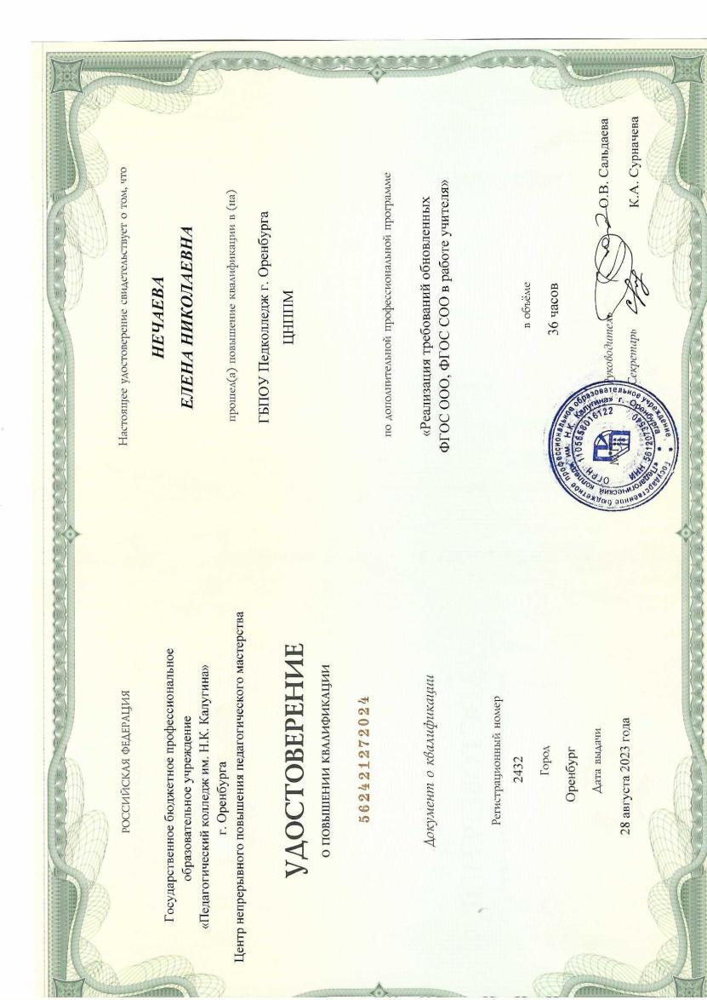 РОССИЙСКАЯ ФЕДЕРАЦИЯ
Государственное бюджетное профессиональное
образовательное учреждение
«Педагогический колледж им. Н.К. Калугина»
г. Оренбурга
Центр непрерывного повышения педагогического мастерства
УДОСТОВЕРЕНИЕ
О ПОВЫШЕНИИ КВАЛИФИКАЦИИ
562421272024
Документ о квалификации
Регистрационный номер
2432
Город
Оренбург
Дата выдачи
28 августа 2023 года
Настоящее удостоверение свидетельствует о том, что
НЕЧАЕВА
ЕЛЕНА НИКОЛАЕВНА
прошел(а) повышение квалификации в (на)
ГБПОУ Педколледж г. Оренбурга
ЦНППМ
по дополнительной профессиональной программе
«Реализация требований обновленных
ФГОС ООО, ФГОС СОО в работе учителя»
в объёме
36 часов
Руководитель О.В. Сальдаева
Секретарь К.А. Сурначева
Государственное бюджетное профессиональное образовательное учреждение
«Педагогический колледж им. Н.К. Калугина» г. Оренбурга
ОГРН 1105658016122
ИНН